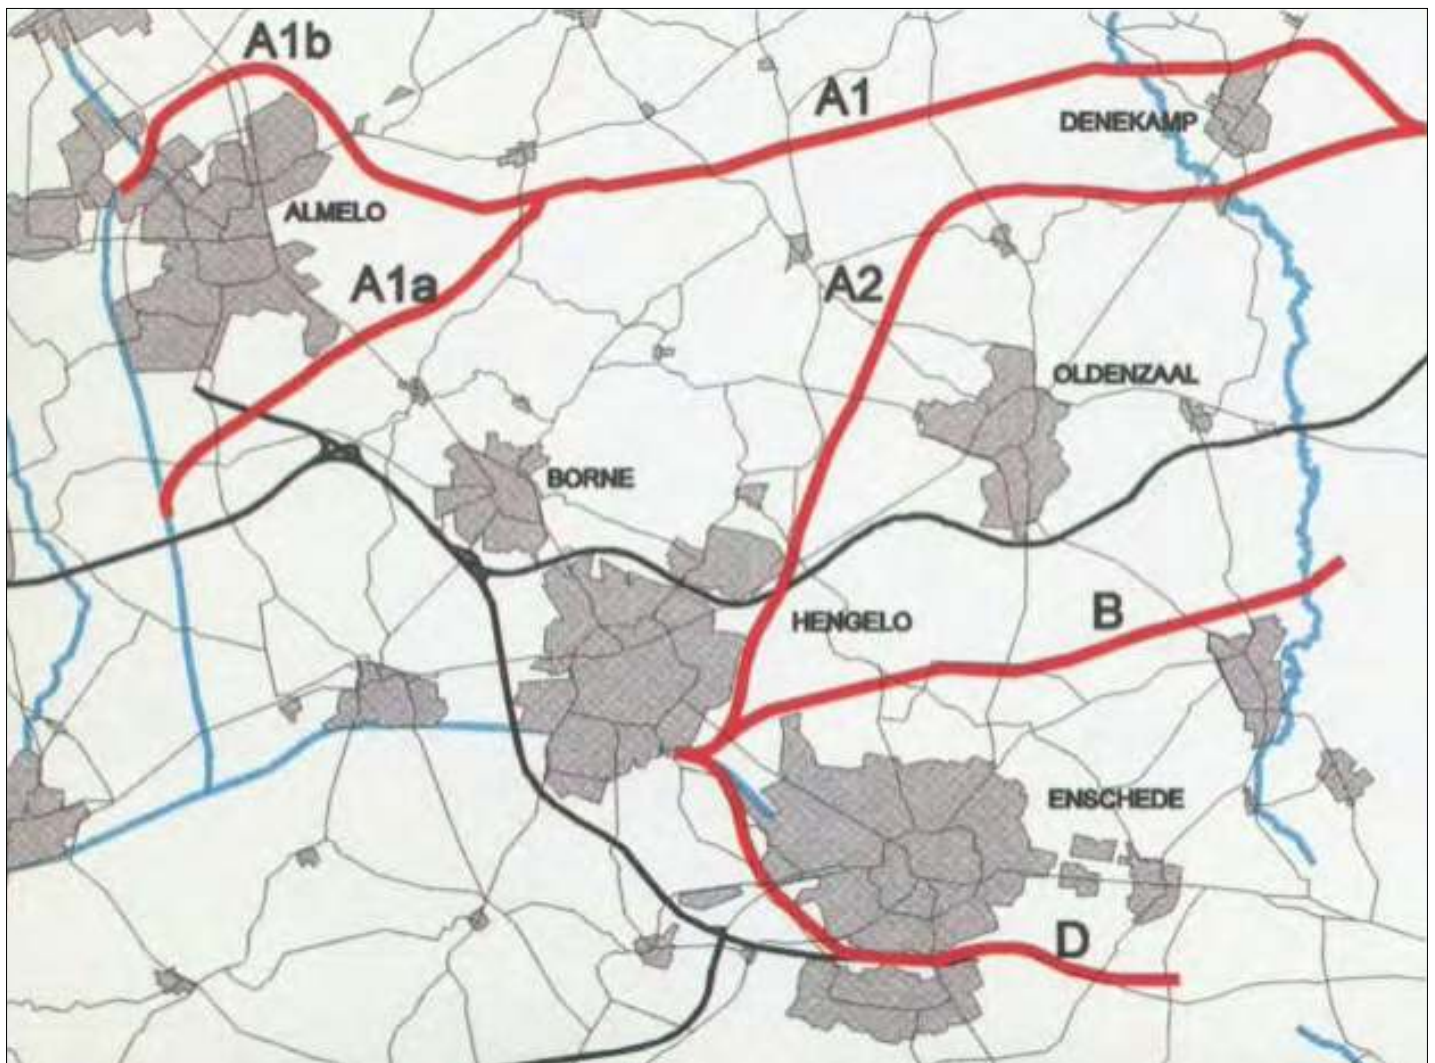 A1b
A1
DENEKAMP
ALMELO
A1a
A2
OLDENZAAL
BORNE
HENGELO
B
ENSCHEDE
D